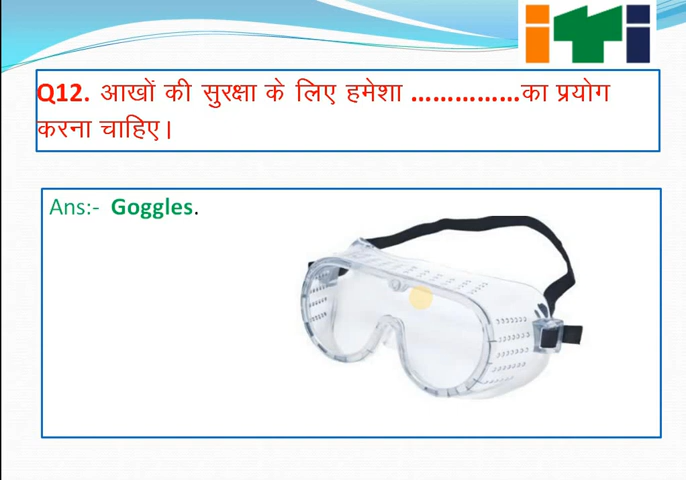 iTi
Q12. आखों की सुरक्षा के लिए हमेशा ……………का प्रयोग
करना चाहिए।
Ans:- Goggles.